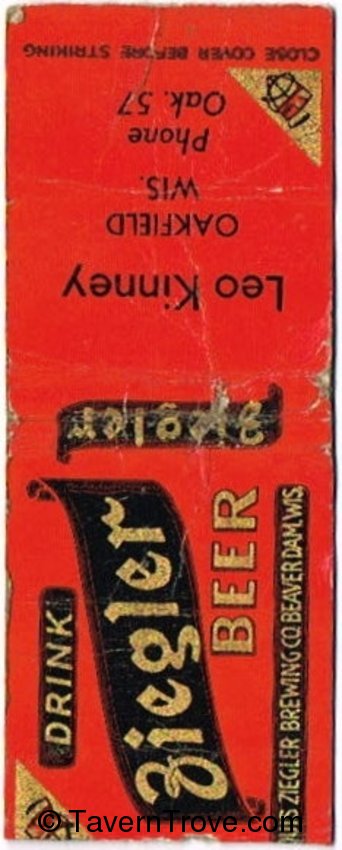 CLOSE COVER BEFORE STRIKING
Phone
Oak. 57
OAKFIELD
WIS.
Leo Kinney
Ziegler
DRINK
Ziegler
BEER
ZIEGLER BREWING CO. BEAVER DAM, WIS.
© TavernTrove.com